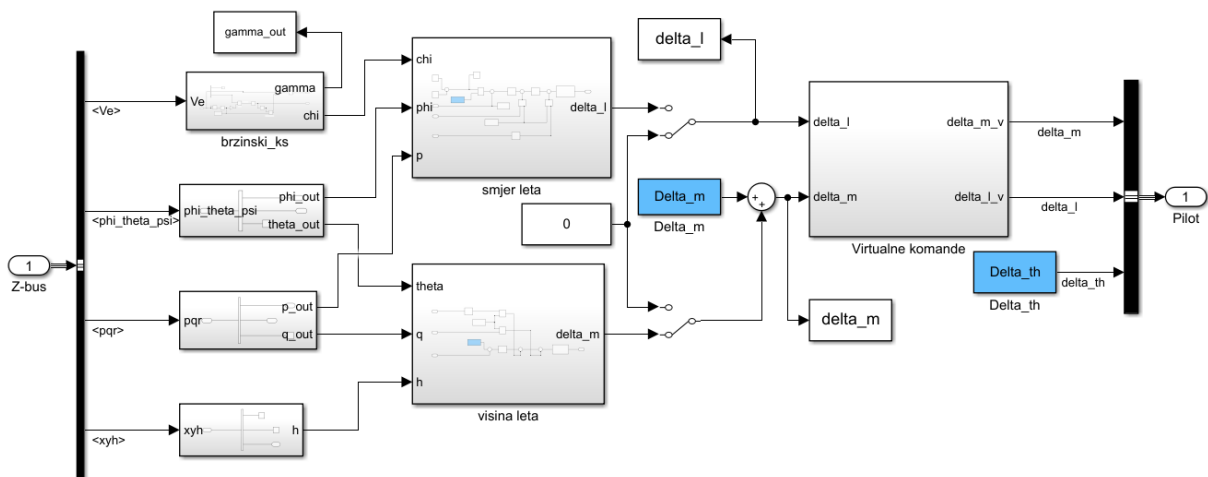 gamma_out
Ve
gamma
chi
brzinski_ks
<Ve>
phi_theta_psi
phi_out
theta_out
<phi_theta_psi>
1
Z-bus
pqr
p_out
q_out
<pqr>
xyh
h
<xyh>
chi
phi
p
delta_l
smjer leta
theta
q
h
delta_m
visina leta
0
delta_l
Delta_m
Delta_m
+
+
delta_l
delta_m
delta_m_v
delta_l_v
Virtualne komande
delta_m
delta_m
delta_l
Delta_th
Delta_th
delta_th
1
Pilot